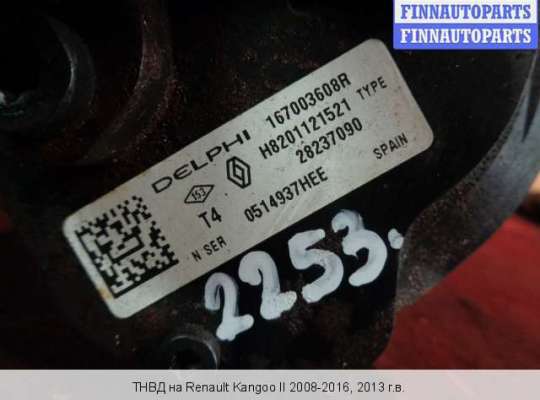 FINNAUTOPARTS
FINNAUTOPARTS
DELPHI 167003608R
H8201121521 TYPE
28237090
153 T4 0514937HEE SPAIN
N SER
2253.
ТНВД на Renault Kangoo II 2008-2016, 2013 г.в.